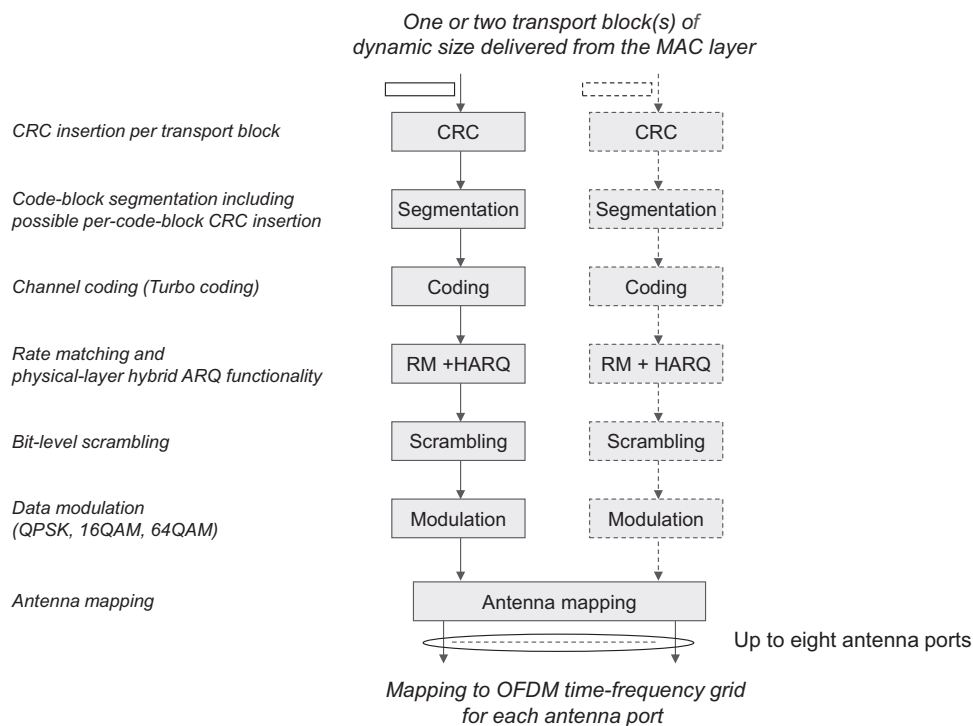 One or two transport block(s) of
dynamic size delivered from the MAC layer
CRC insertion per transport block
CRC
CRC
Code-block segmentation including
possible per-code-block CRC insertion
Segmentation
Segmentation
Channel coding (Turbo coding)
Coding
Coding
Rate matching and
physical-layer hybrid ARQ functionality
RM +HARQ
RM + HARQ
Bit-level scrambling
Scrambling
Scrambling
Data modulation
(QPSK, 16QAM, 64QAM)
Modulation
Modulation
Antenna mapping
Antenna mapping
Up to eight antenna ports
Mapping to OFDM time-frequency grid
for each antenna port